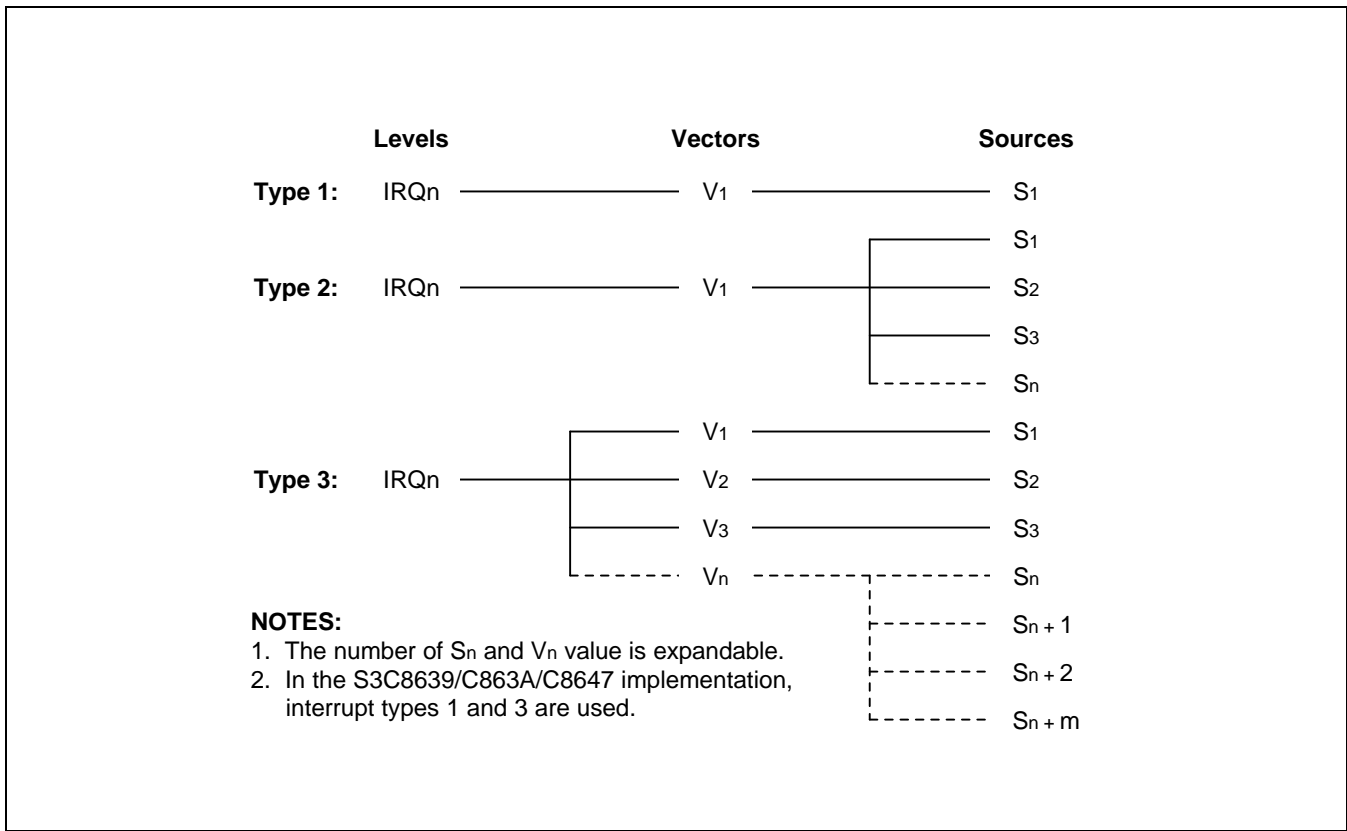 Levels Vectors Sources
Type 1: IRQn V1 S1
S1
Type 2: IRQn V1 S2
S3
Sn
V1 S1
Type 3: IRQn V2 S2
V3 S3
Vn Sn
Sn + 1
Sn + 2
Sn + m
NOTES:
1. The number of Sn and Vn value is expandable.
2. In the S3C8639/C863A/C8647 implementation,
interrupt types 1 and 3 are used.